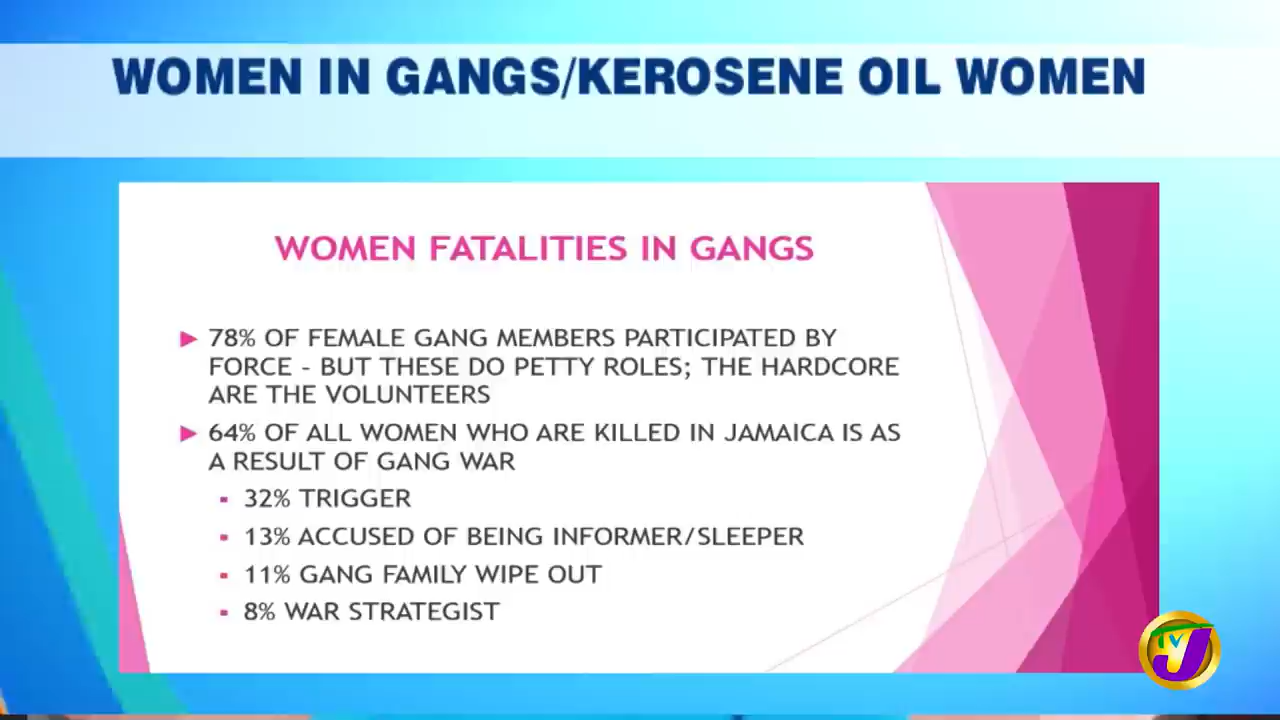 WOMEN IN GANGS/KEROSENE OIL WOMEN
WOMEN FATALITIES IN GANGS
78% OF FEMALE GANG MEMBERS PARTICIPATED BY
FORCE - BUT THESE DO PETTY ROLES; THE HARDCORE
ARE THE VOLUNTEERS
64% OF ALL WOMEN WHO ARE KILLED IN JAMAICA IS AS
A RESULT OF GANG WAR
32% TRIGGER
13% ACCUSED OF BEING INFORMER/SLEEPER
11% GANG FAMILY WIPE OUT
8% WAR STRATEGIST
TVJ